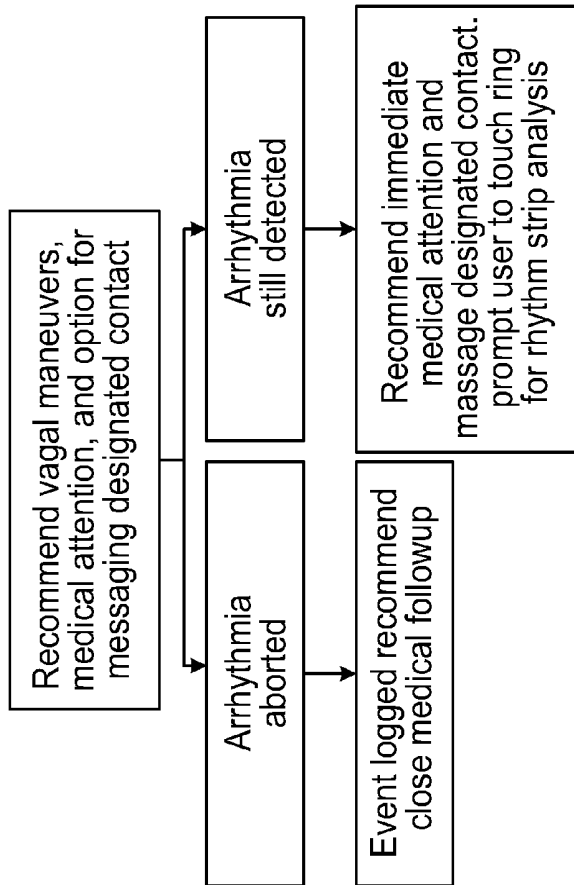 Recommend vagal maneuvers,
medical attention, and option for
messaging designated contact
Arrhythmia
aborted
Arrhythmia
still detected
Event logged recommend
close medical followup
Recommend immediate
medical attention and
massage designated contact.
prompt user to touch ring
for rhythm strip analysis